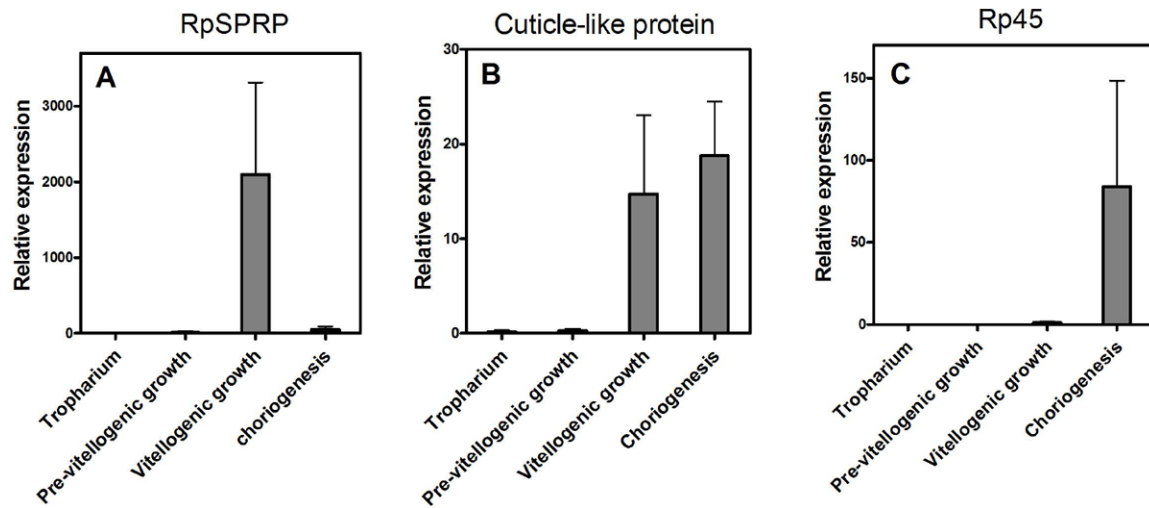 RpSPRP
A
Relative expression
3000
2000
1000
0
Tropharium
Pre-vitellogenic growth
Vitellogenic growth
choriogenesis
Cuticle-like protein
B
Relative expression
30
20
10
0
Tropharium
Pre-vitellogenic growth
Vitellogenic growth
Choriogenesis
Rp45
C
Relative expression
150
100
50
0
Tropharium
Pre-vitellogenic growth
Vitellogenic growth
Choriogenesis